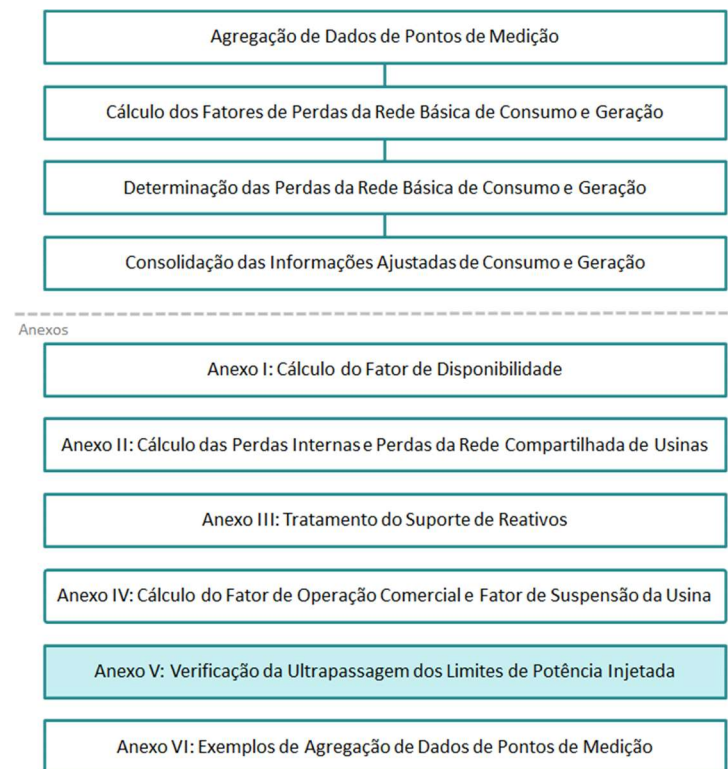 Agregação de Dados de Pontos de Medição
Cálculo dos Fatores de Perdas da Rede Básica de Consumo e Geração
Determinação das Perdas da Rede Básica de Consumo e Geração
Consolidação das Informações Ajustadas de Consumo e Geração
Anexos
Anexo I: Cálculo do Fator de Disponibilidade
Anexo II: Cálculo das Perdas Internas e Perdas da Rede Compartilhada de Usinas
Anexo III: Tratamento do Suporte de Reativos
Anexo IV: Cálculo do Fator de Operação Comercial e Fator de Suspensão da Usina
Anexo V: Verificação da Ultrapassagem dos Limites de Potência Injetada
Anexo VI: Exemplos de Agregação de Dados de Pontos de Medição